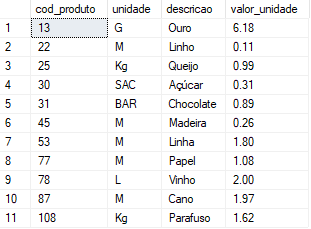 cod_produto unidade descricao valor_unidade
1 13 G Ouro 6.18
2 22 M Linho 0.11
3 25 Kg Queijo 0.99
4 30 SAC Açúcar 0.31
5 31 BAR Chocolate 0.89
6 45 M Madeira 0.26
7 53 M Linha 1.80
8 77 M Papel 1.08
9 78 L Vinho 2.00
10 87 M Cano 1.97
11 108 Kg Parafuso 1.62